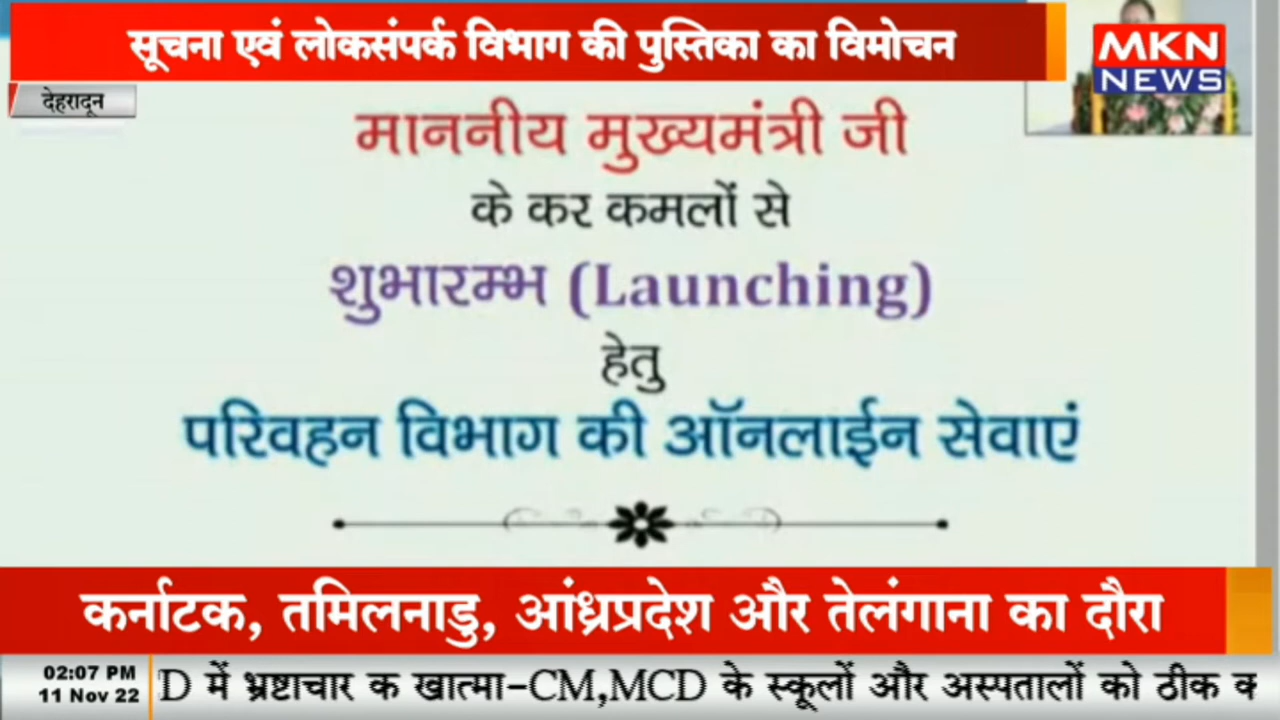 सूचना एवं लोकसंपर्क विभाग की पुस्तिका का विमोचन
MKN
NEWS
देहरादून
माननीय मुख्यमंत्री जी
के कर कमलों से
शुभारम्भ (Launching)
हेतु
परिवहन विभाग की ऑनलाईन सेवाएं
कर्नाटक, तमिलनाडु, आंध्रप्रदेश और तेलंगाना का दौरा
02:07 PM
11 Nov 22
D में भ्रष्टाचार क खात्मा-CM,MCD के स्कूलों और अस्पतालों को ठीक